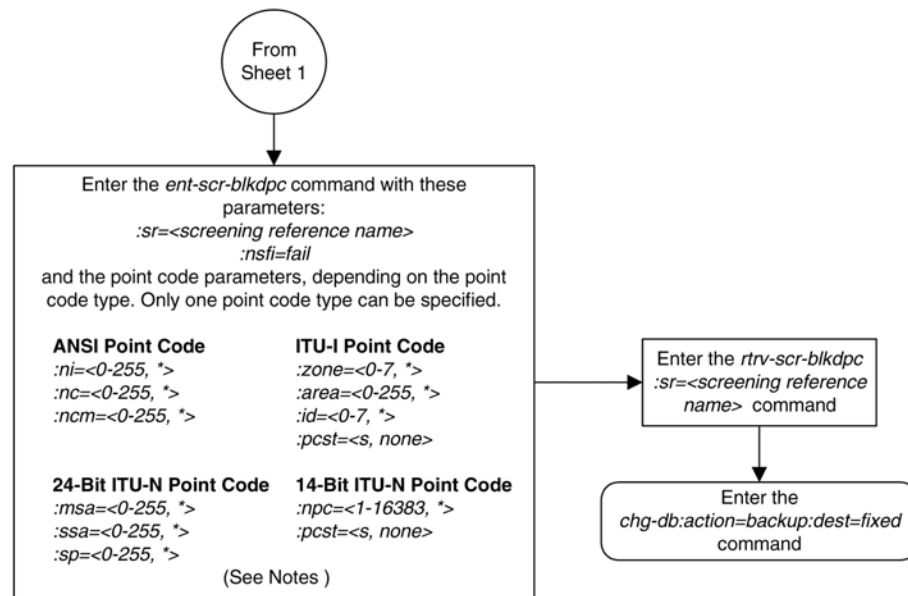 From
Sheet 1
Enter the ent-scr-blkdpc command with these
parameters:
:sr=<screening reference name>
:nsfi=fail
and the point code parameters, depending on the point
code type. Only one point code type can be specified.
ANSI Point Code
:ni=<0-255, *>
:nc=<0-255, *>
:ncm=<0-255, *>
ITU-I Point Code
:zone=<0-7, *>
:area=<0-255, *>
:id=<0-7, *>
:pcst=<s, none>
24-Bit ITU-N Point Code
:msa=<0-255, *>
:ssa=<0-255, *>
:sp=<0-255, *>
14-Bit ITU-N Point Code
:npc=<1-16383, *>
:pcst=<s, none>
(See Notes )
Enter the rtrv-scr-blkdpc
:sr=<screening reference
name> command
Enter the
chg-db:action=backup:dest=fixed
command